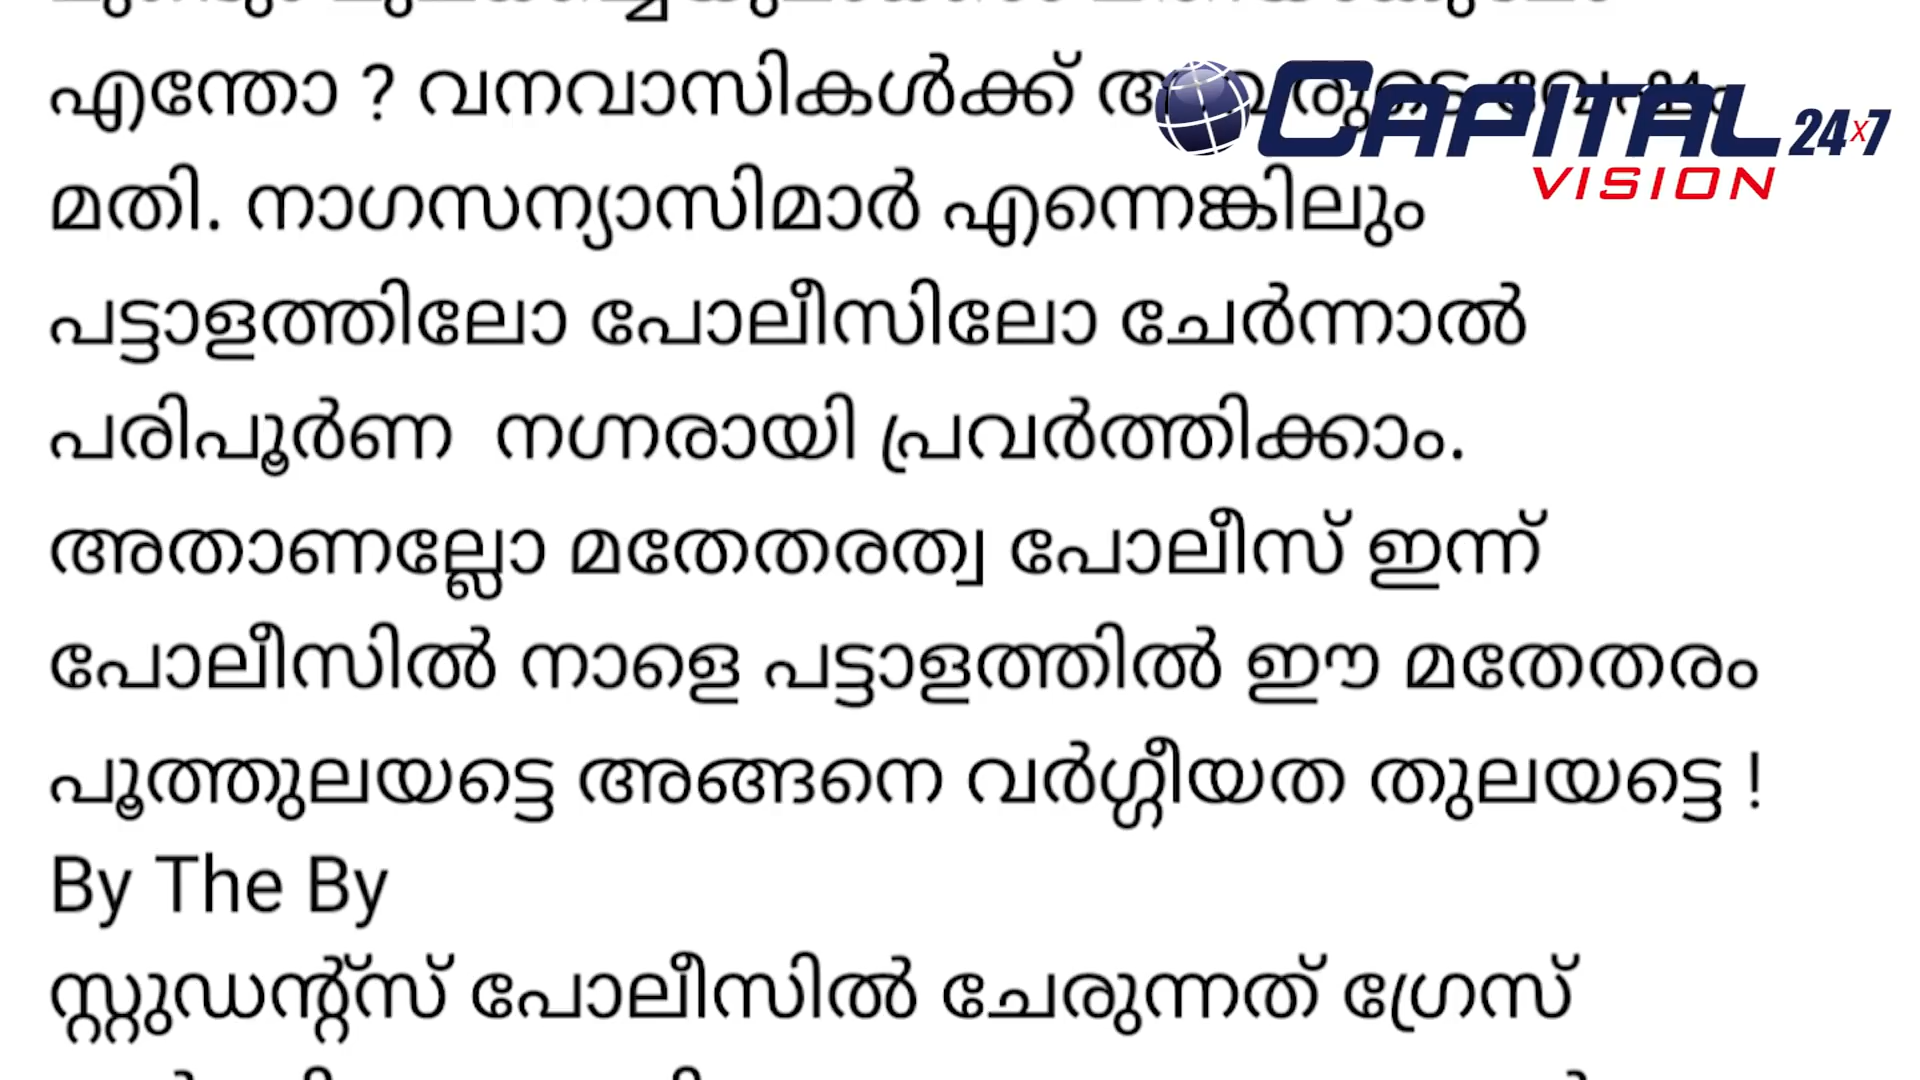 എന്തോ ? വനവാസികൾക്ക് അവരുടെ വേഷം
CAPITAL 24x7
VISION
മതി. നാഗസന്യാസിമാർ എന്നെങ്കിലും
പട്ടാളത്തിലോ പോലീസിലോ ചേർന്നാൽ
പരിപൂർണ നഗ്നരായി പ്രവർത്തിക്കാം.
അതാണല്ലോ മതേതരത്വ പോലീസ് ഇന്ന്
പോലീസിൽ നാളെ പട്ടാളത്തിൽ ഈ മതേതരം
പൂത്തുലയട്ടെ അങ്ങനെ വർഗ്ഗീയത തുലയട്ടെ !
By The By
സ്റ്റുഡന്റ്സ് പോലീസിൽ ചേരുന്നത് ഗ്രേസ്